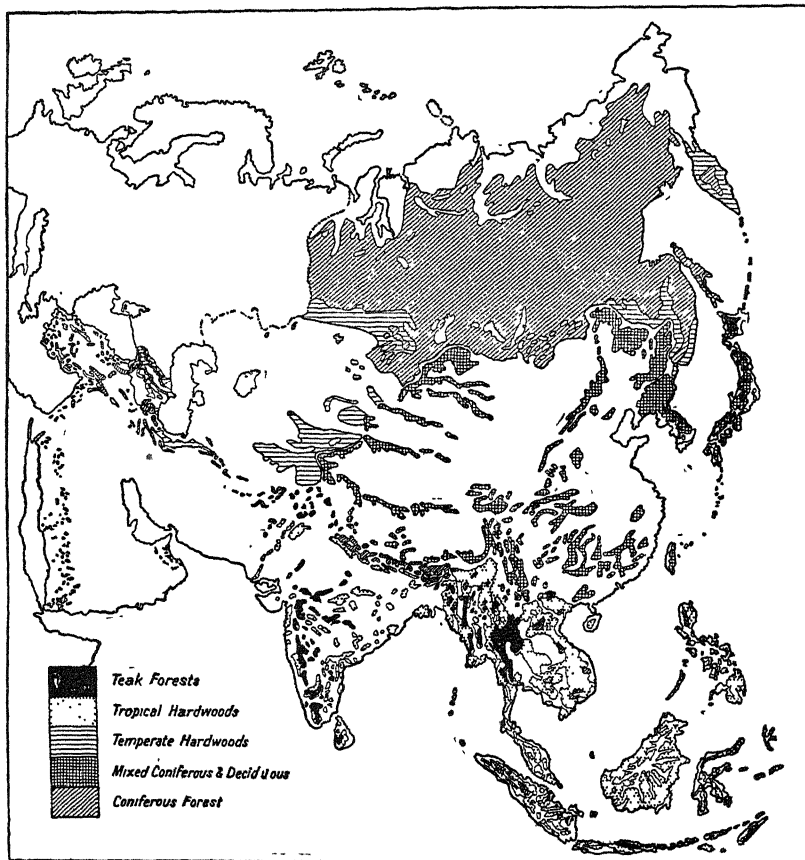 Teak Forests
Tropical Hardwoods
Temperate Hardwoods
Mixed Coniferous & Deciduous
Coniferous Forest